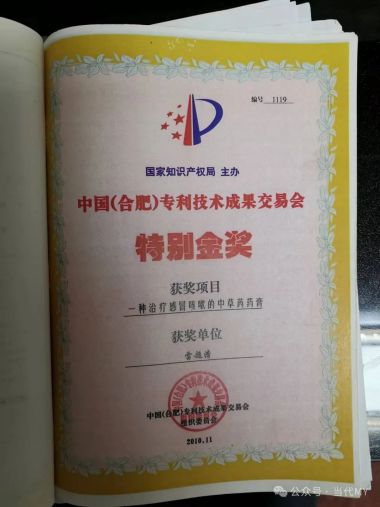 编号 1119
国家知识产权局 主办
中国(合肥)专利技术成果交易会
特别金奖
获奖项目
一种治疗感冒咳嗽的中草药药膏
获奖单位
中国(合肥)专利技术成果交易会
组织委员会
2010.11
公众号·当代MY